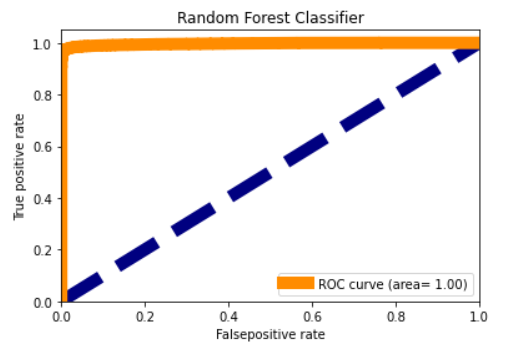 Random Forest Classifier
1.0
0.8
0.6
0.4
0.2
0.0
True positive rate
ROC curve (area= 1.00)
0.0 0.2 0.4 0.6 0.8 1.0
Falsepositive rate